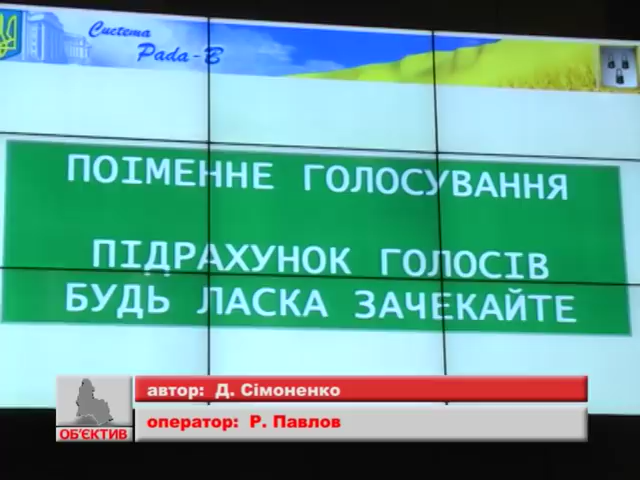 Система
Рада-В
ПОІМЕННЕ ГОЛОСУВАННЯ
ПІДРАХУНОК ГОЛОСІВ
БУДЬ ЛАСКА ЗАЧЕКАЙТЕ
автор: Д. Сімоненко
оператор: Р. Павлов
ОБ'ЄКТИВ